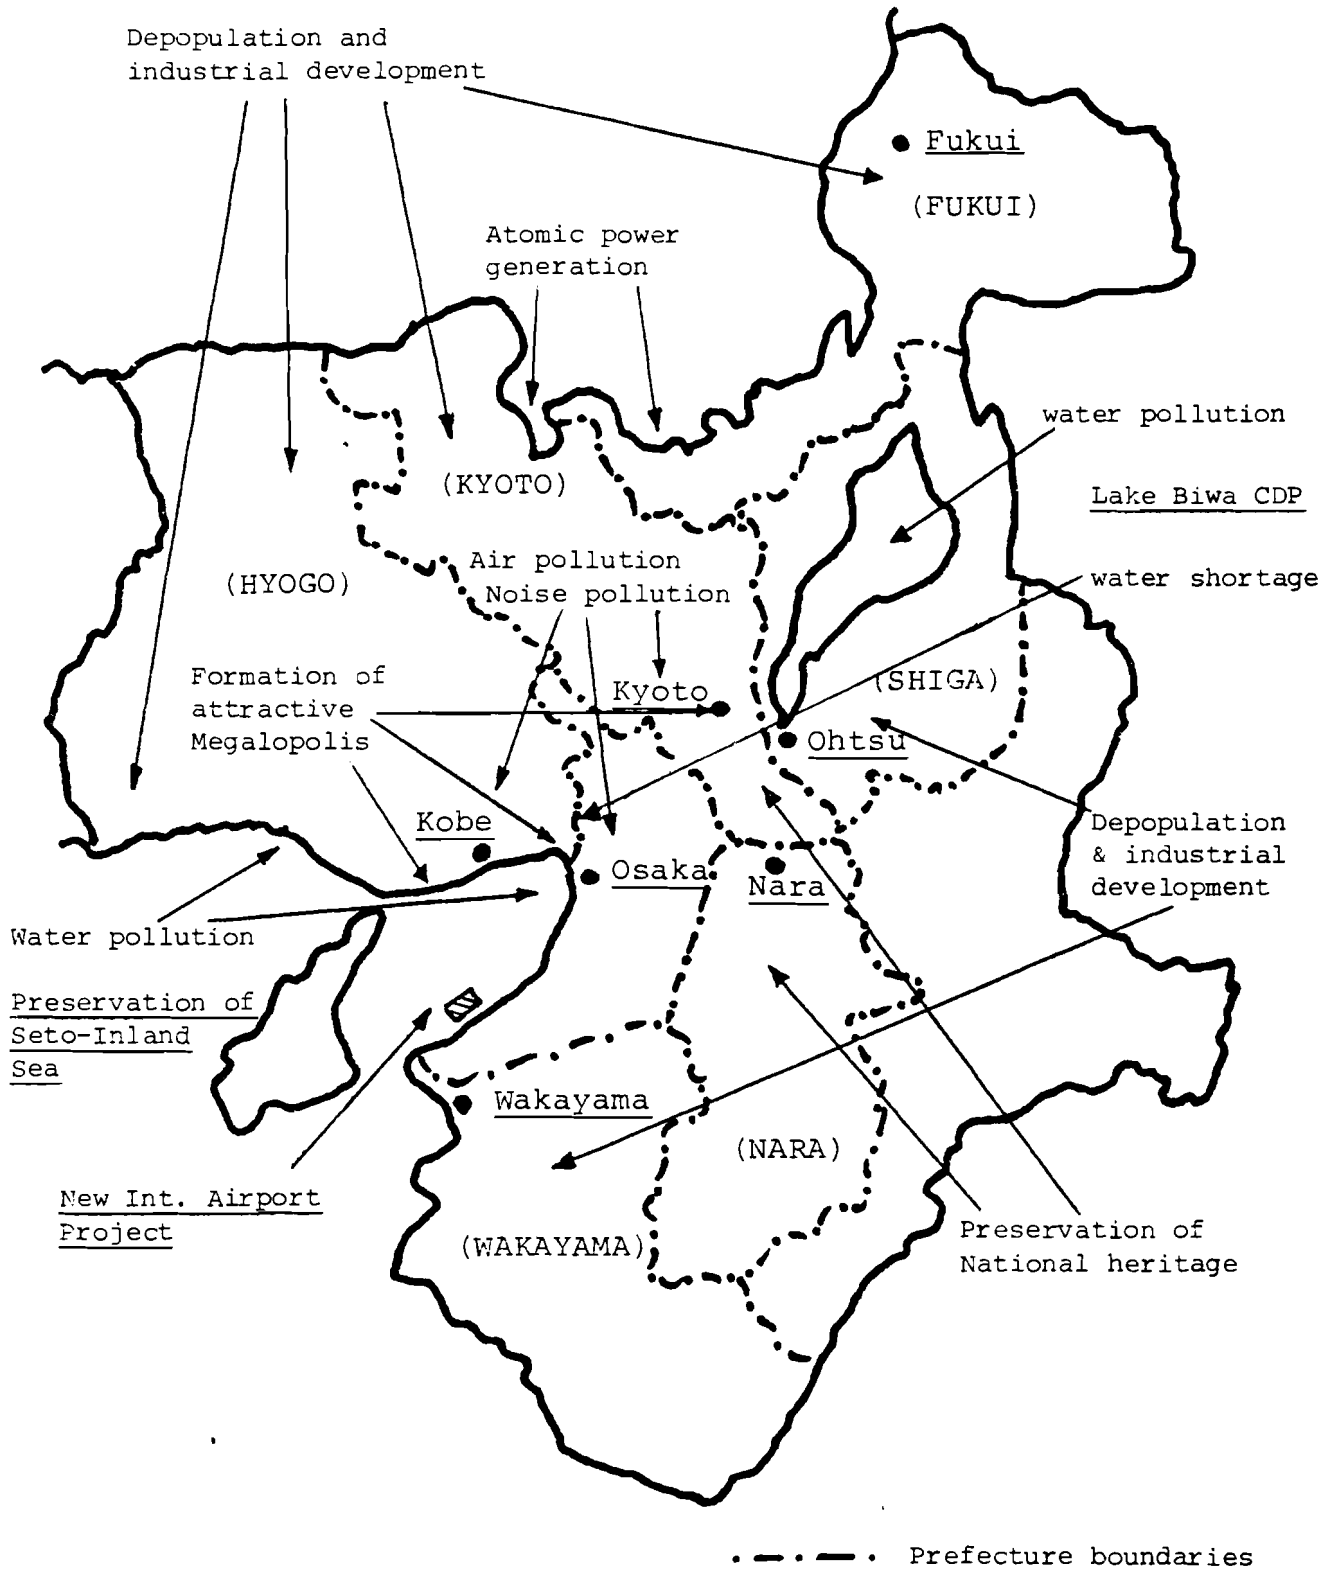 Depopulation and
industrial development
Fukui
(FUKUI)
Atomic power
generation
water pollution
(KYOTO)
Lake Biwa CDP
Air pollution
Noise pollution
(HYOGO)
water shortage
Formation of
attractive
Megalopolis
Kyoto
(SHIGA)
Ohtsu
Kobe
Depopulation
& industrial
development
Osaka
Nara
Water pollution
Preservation of
Seto-Inland
Sea
Wakayama
(NARA)
New Int. Airport
Project
(WAKAYAMA)
Preservation of
National heritage
Prefecture boundaries